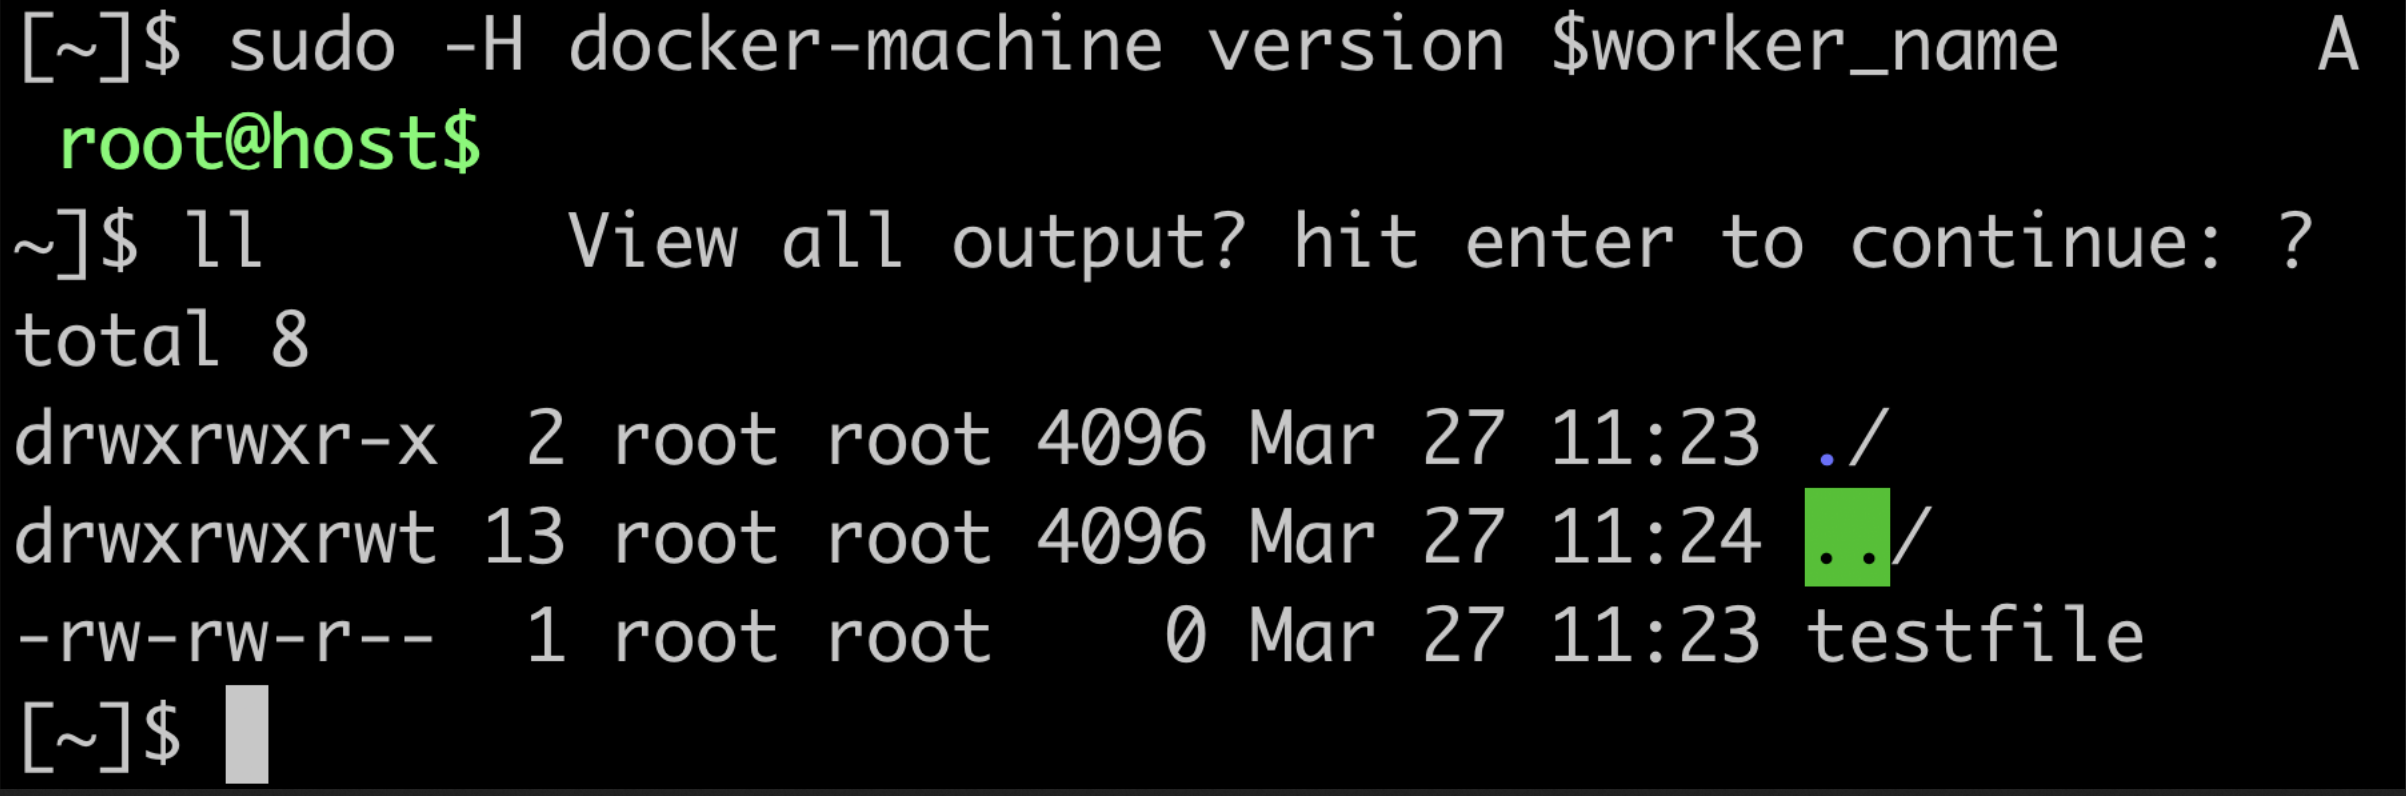 [~]$ sudo -H docker-machine version $worker_name      A
 root@host$
~]$ ll       View all output? hit enter to continue: ?
total 8
drwxrwxr-x  2 root root 4096 Mar 27 11:23 ./
drwxrwxrwt 13 root root 4096 Mar 27 11:24 ../
-rw-rw-r--  1 root root    0 Mar 27 11:23 testfile
[~]$